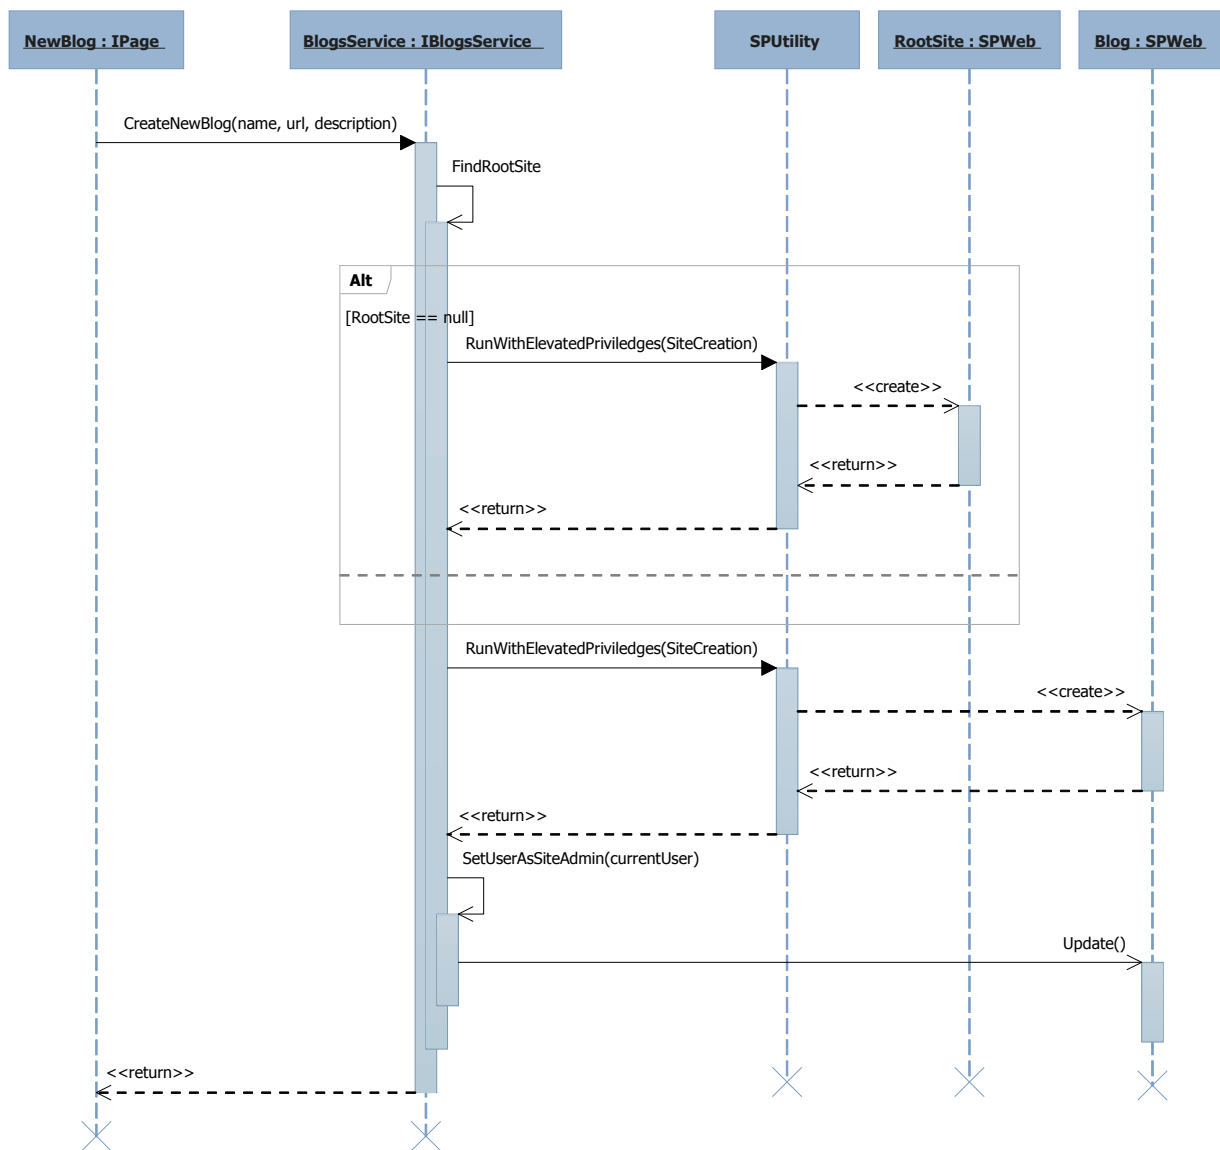 NewBlog : IPage
BlogsService : IBlogsService
SPUtility
RootSite : SPWeb
Blog : SPWeb
CreateNewBlog(name, url, description)
FindRootSite
Alt
[RootSite == null]
RunWithElevatedPriviledges(SiteCreation)
<<create>>
<<return>>
<<return>>
RunWithElevatedPriviledges(SiteCreation)
<<create>>
<<return>>
<<return>>
SetUserAsSiteAdmin(currentUser)
Update()
<<return>>